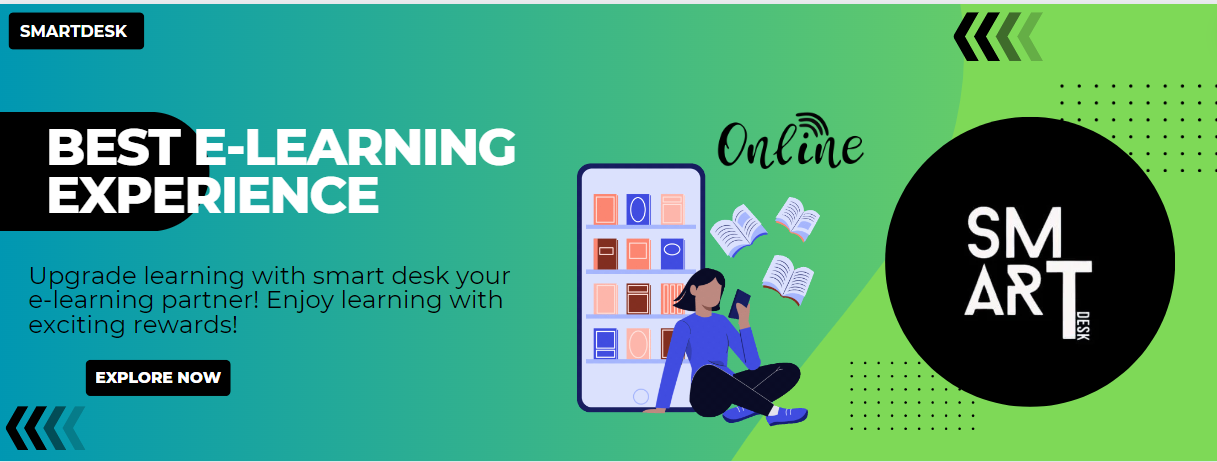 SMARTDESK
BEST E-LEARNING
EXPERIENCE
Upgrade learning with smart desk your
e-learning partner! Enjoy learning with
exciting rewards!
EXPLORE NOW
Online
SM
ART
DESK